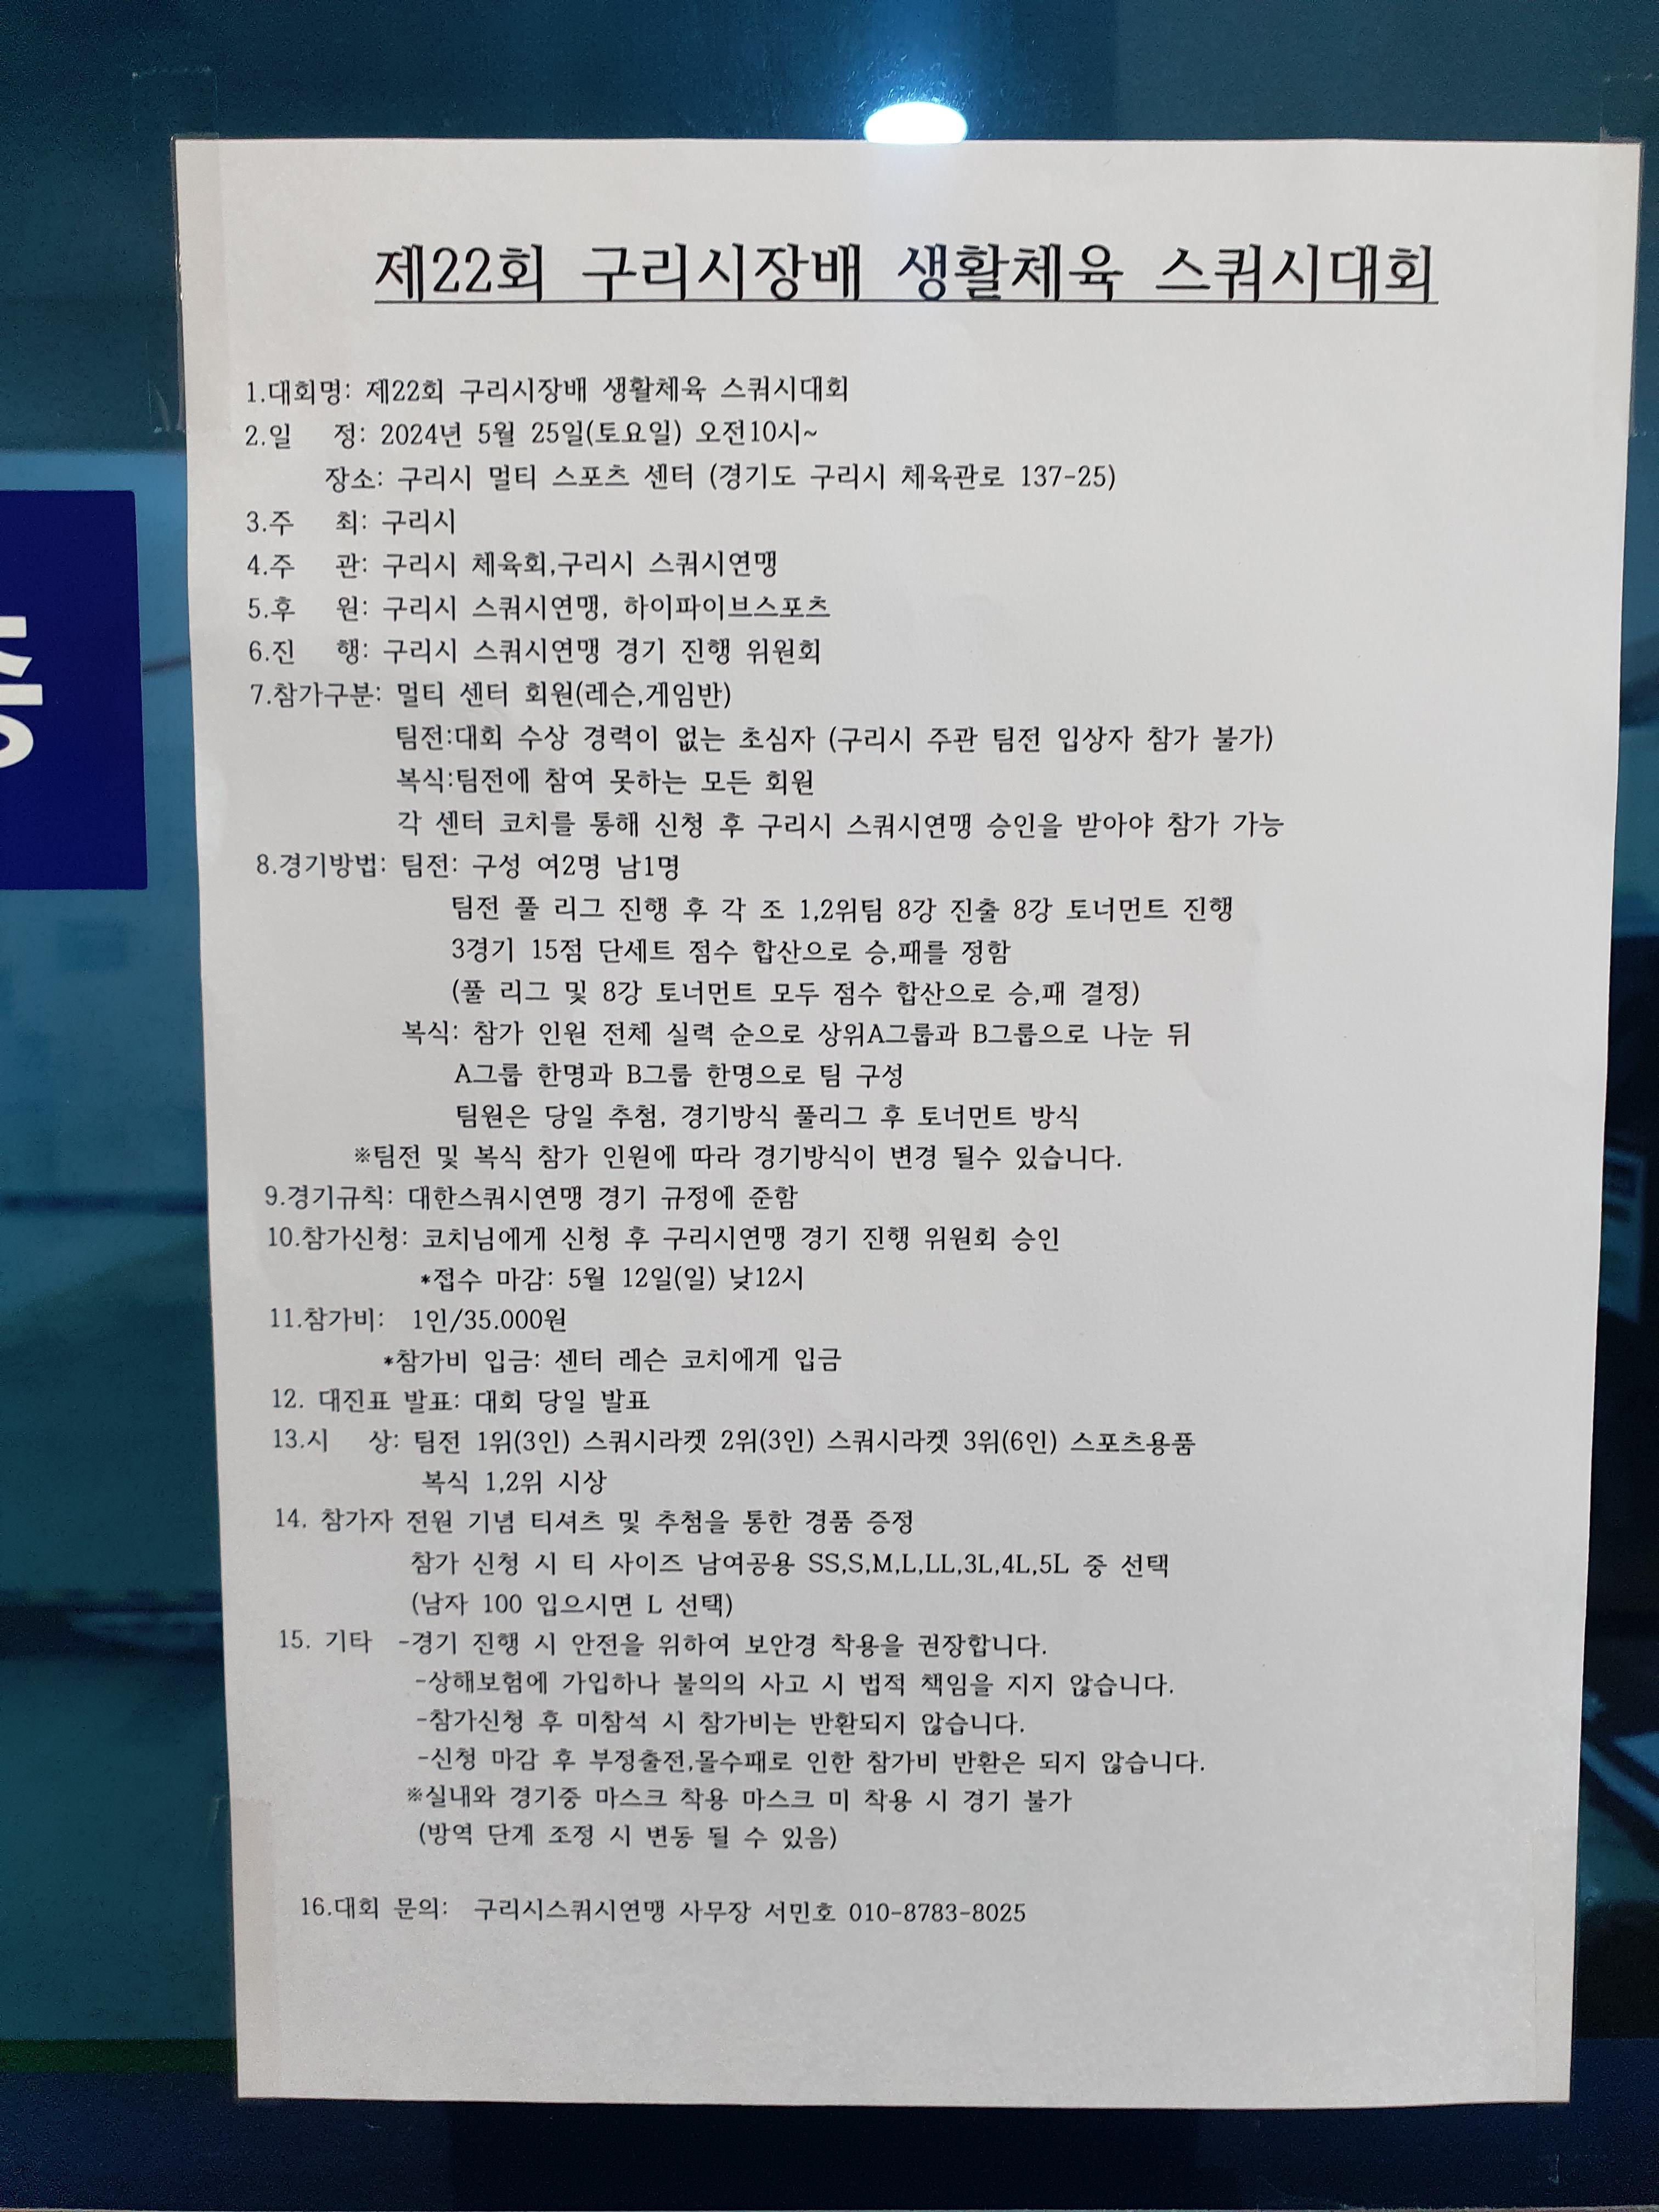 제22회 구리시장배 생활체육 스쿼시대회
1.대회명: 제22회 구리시장배 생활체육 스쿼시대회
2.일 정: 2024년 5월 25일(토요일) 오전10시~
장소: 구리시 멀티 스포츠 센터 (경기도 구리시 체육관로 137-25)
3.주 최: 구리시
4.주 관: 구리시 체육회,구리시 스쿼시연맹
5.후 원: 구리시 스쿼시연맹, 하이파이브스포츠
6.진 행: 구리시 스쿼시연맹 경기 진행 위원회
7.참가구분: 멀티 센터 회원(레슨,게임반)
팀전:대회 수상 경력이 없는 초심자 (구리시 주관 팀전 입상자 참가 불가)
복식:팀전에 참여 못하는 모든 회원
각 센터 코치를 통해 신청 후 구리시 스쿼시연맹 승인을 받아야 참가 가능
8.경기방법: 팀전: 구성 여2명 남1명
팀전 풀 리그 진행 후 각 조 1,2위팀 8강 진출 8강 토너먼트 진행
3경기 15점 단세트 점수 합산으로 승,패를 정함
(풀 리그 및 8강 토너먼트 모두 점수 합산으로 승,패 결정)
복식: 참가 인원 전체 실력 순으로 상위A그룹과 B그룹으로 나눈 뒤
A그룹 한명과 B그룹 한명으로 팀 구성
팀원은 당일 추첨, 경기방식 풀리그 후 토너먼트 방식
※팀전 및 복식 참가 인원에 따라 경기방식이 변경 될수 있습니다.
9.경기규칙: 대한스쿼시연맹 경기 규정에 준함
10.참가신청: 코치님에게 신청 후 구리시연맹 경기 진행 위원회 승인
*접수 마감: 5월 12일(일) 낮12시
11.참가비: 1인/35.000원
*참가비 입금: 센터 레슨 코치에게 입금
12. 대진표 발표: 대회 당일 발표
13.시 상: 팀전 1위(3인) 스쿼시라켓 2위(3인) 스쿼시라켓 3위(6인) 스포츠용품
복식 1,2위 시상
14. 참가자 전원 기념 티셔츠 및 추첨을 통한 경품 증정
참가 신청 시 티 사이즈 남여공용 SS,S,M,L,LL,3L,4L,5L 중 선택
(남자 100 입으시면 L 선택)
15. 기타 -경기 진행 시 안전을 위하여 보안경 착용을 권장합니다.
-상해보험에 가입하나 불의의 사고 시 법적 책임을 지지 않습니다.
-참가신청 후 미참석 시 참가비는 반환되지 않습니다.
-신청 마감 후 부정출전,몰수패로 인한 참가비 반환은 되지 않습니다.
※실내와 경기중 마스크 착용 마스크 미 착용 시 경기 불가
(방역 단계 조정 시 변동 될 수 있음)
16.대회 문의: 구리시스쿼시연맹 사무장 서민호 010-8783-8025